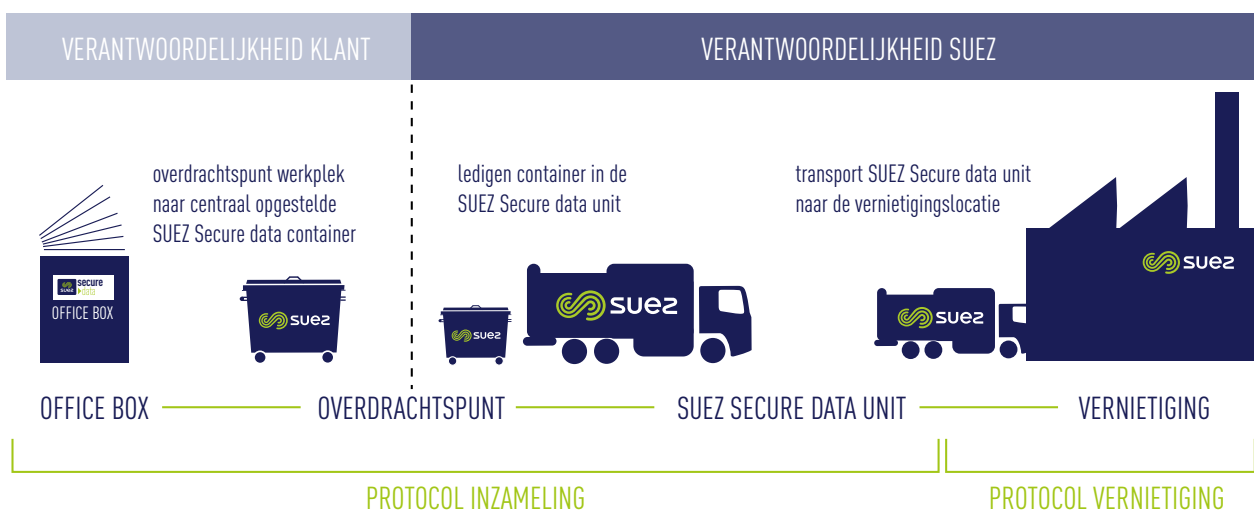 VERANTWOORDELIJKHEID KLANT
VERANTWOORDELIJKHEID SUEZ
overdrachtspunt werkplek
naar centraal opgestelde
SUEZ Secure data container
ledigen container in de
SUEZ Secure data unit
transport SUEZ Secure data unit
naar de vernietigingslocatie
suez
secure
data
OFFICE BOX
suez
suez
suez
suez
suez
OFFICE BOX
OVERDRACHTSPUNT
SUEZ SECURE DATA UNIT
VERNIETIGING
PROTOCOL INZAMELING
PROTOCOL VERNIETIGING